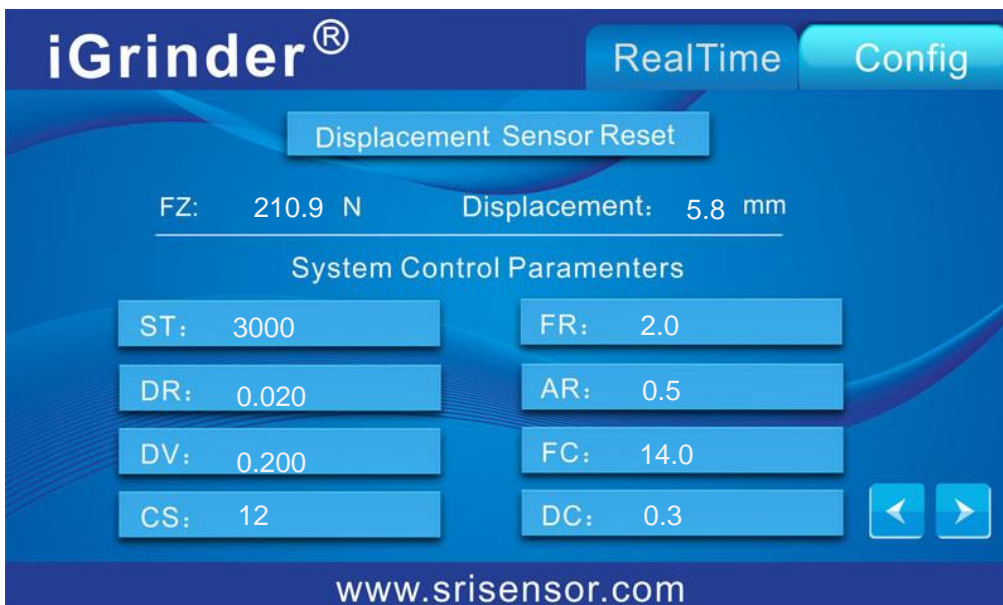 iGrinder®
RealTime
Config
Displacement Sensor Reset
FZ: 210.9 N Displacement: 5.8 mm
System Control Paramenters
ST: 3000 FR: 2.0
DR: 0.020 AR: 0.5
DV: 0.200 FC: 14.0
CS: 12 DC: 0.3
www.srisensor.com